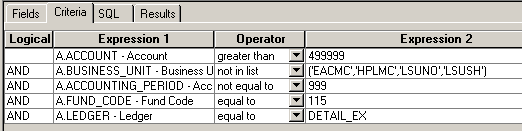 Fields Criteria SQL Results
Logical Expression 1 Operator Expression 2
A.ACCOUNT - Account greater than 499999
AND A.BUSINESS_UNIT - Business U not in list ('EACMC','HPLMC','LSUNO','LSUSH')
AND A.ACCOUNTING_PERIOD - Acc not equal to 999
AND A.FUND_CODE - Fund Code equal to 115
AND A.LEDGER - Ledger equal to DETAIL_EX